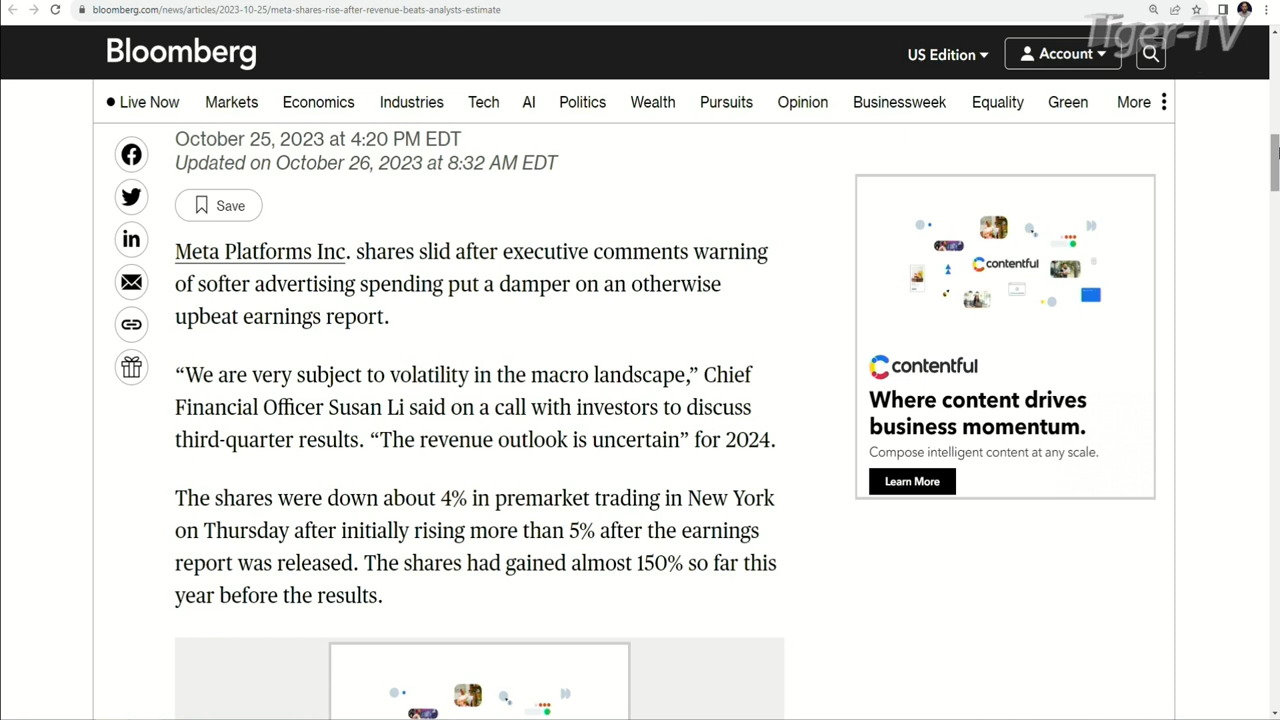 bloomberg.com/news/articles/2023-10-25/meta-shares-rise-after-revenue-beats-analysts-estimate
Tiger-TV
Bloomberg
US Edition
Account
Live Now Markets Economics Industries Tech AI Politics Wealth Pursuits Opinion Businessweek Equality Green More
October 25, 2023 at 4:20 PM EDT
Updated on October 26, 2023 at 8:32 AM EDT
Save
Meta Platforms Inc. shares slid after executive comments warning
of softer advertising spending put a damper on an otherwise
upbeat earnings report.
“We are very subject to volatility in the macro landscape,” Chief
Financial Officer Susan Li said on a call with investors to discuss
third-quarter results. “The revenue outlook is uncertain” for 2024.
The shares were down about 4% in premarket trading in New York
on Thursday after initially rising more than 5% after the earnings
report was released. The shares had gained almost 150% so far this
year before the results.
contentful
contentful
Where content drives
business momentum.
Compose intelligent content at any scale.
Learn More